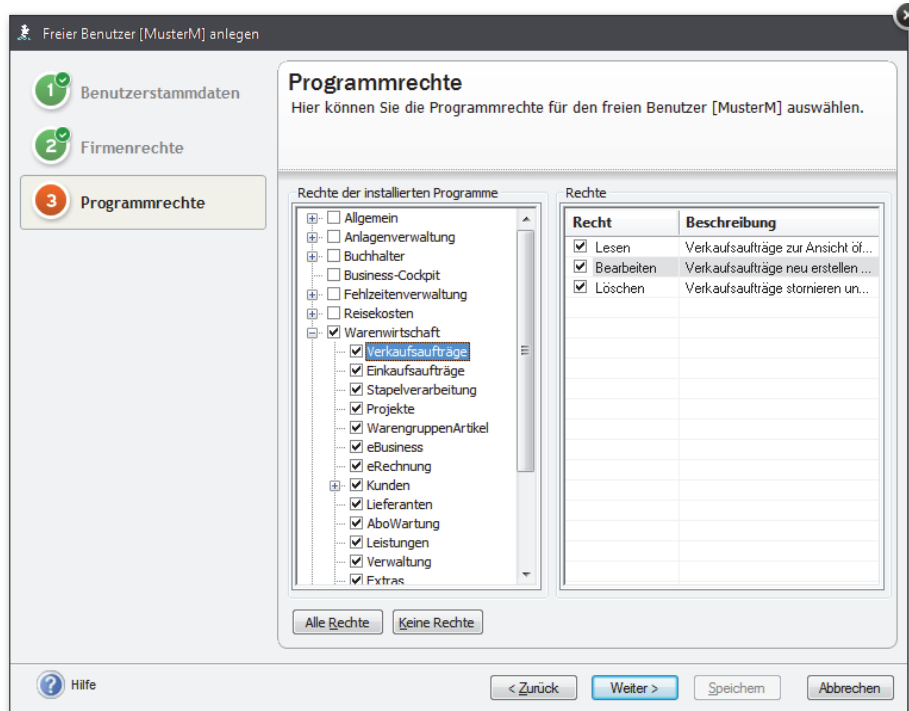 Freier Benutzer [MusterM] anlegen
1 Benutzerstammdaten
2 Firmenrechte
3 Programmrechte
Programmrechte
Hier können Sie die Programmrechte für den freien Benutzer [MusterM] auswählen.
Rechte der installierten Programme
Allgemein
Anlagenverwaltung
Buchhalter
Business-Cockpit
Fehlzeitenverwaltung
Reisekosten
Warenwirtschaft
Verkaufsaufträge
Einkaufsaufträge
Stapelverarbeitung
Projekte
WarengruppenArtikel
eBusiness
eRechnung
Kunden
Lieferanten
AboWartung
Leistungen
Verwaltung
Extras
Rechte
Recht Beschreibung
Lesen Verkaufsaufträge zur Ansicht öf...
Bearbeiten Verkaufsaufträge neu erstellen ...
Löschen Verkaufsaufträge stornieren un...
Alle Rechte Keine Rechte
Hilfe
< Zurück Weiter > Speichern Abbrechen